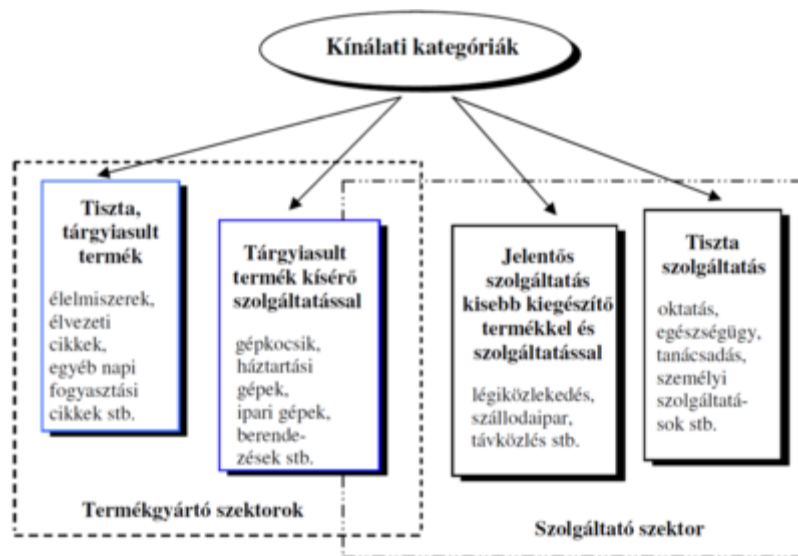 Kínálati kategóriák
Tiszta,
tárgyiasult
termék
élelmiszerek,
élvezeti
cikkek,
egyéb napi
fogyasztási
cikkek stb.
Tárgyiasult
termék kísérő
szolgáltatással
gépkocsik,
háztartási
gépek,
ipari gépek,
berende-
zések stb.
Jelentős
szolgáltatás
kisebb kiegészítő
termékkel és
szolgáltatással
légiközlekedés,
szállodaipar,
távközlés stb.
Tiszta
szolgáltatás
oktatás,
egészségügy,
tanácsadás,
személyi
szolgáltatá-
sok stb.
Termékgyártó szektorok
Szolgáltató szektor